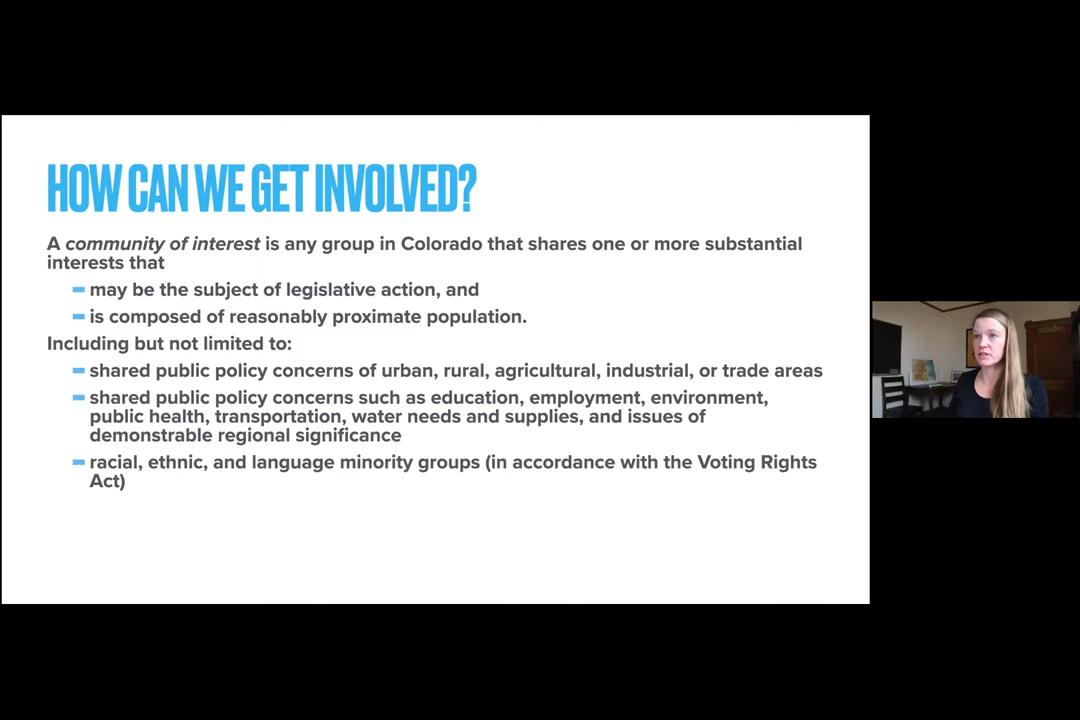 HOW CAN WE GET INVOLVED?
A community of interest is any group in Colorado that shares one or more substantial
interests that
may be the subject of legislative action, and
is composed of reasonably proximate population.
Including but not limited to:
shared public policy concerns of urban, rural, agricultural, industrial, or trade areas
shared public policy concerns such as education, employment, environment,
public health, transportation, water needs and supplies, and issues of
demonstrable regional significance
racial, ethnic, and language minority groups (in accordance with the Voting Rights
Act)